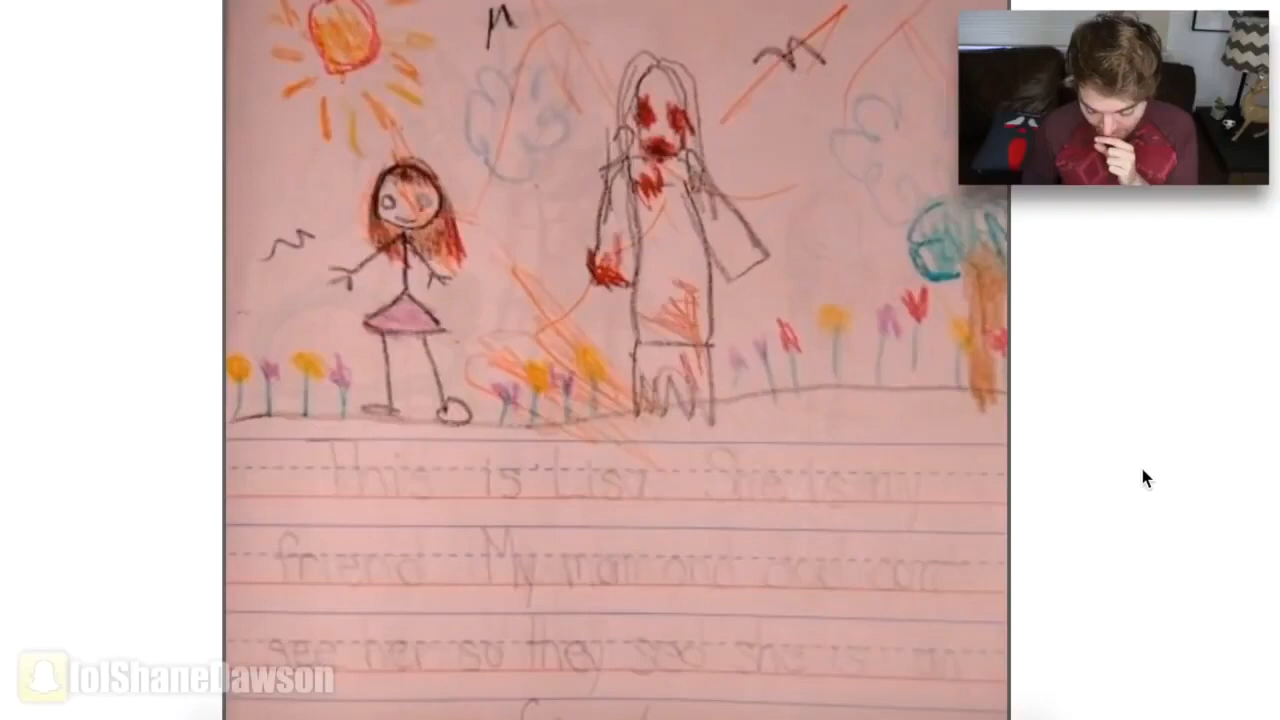 This is Lisa She is my
friend My mom and dad can
see her so they said she is an
lolShaneDawson